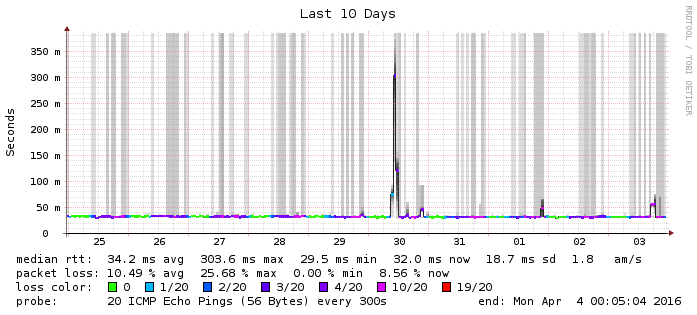 Last 10 Days
RRDTOOL / TOBI OETIKER
Seconds
350 m
300 m
250 m
200 m
150 m
100 m
50 m
0
25 26 27 28 29 30 31 01 02 03
median rtt: 34.2 ms avg 303.6 ms max 29.5 ms min 32.0 ms now 18.7 ms sd 1.8 am/s
packet loss: 10.49 % avg 25.68 % max 0.00 % min 8.56 % now
loss color: 0 1/20 2/20 3/20 4/20 10/20 19/20
probe: 20 ICMP Echo Pings (56 Bytes) every 300s end: Mon Apr 4 00:05:04 2016